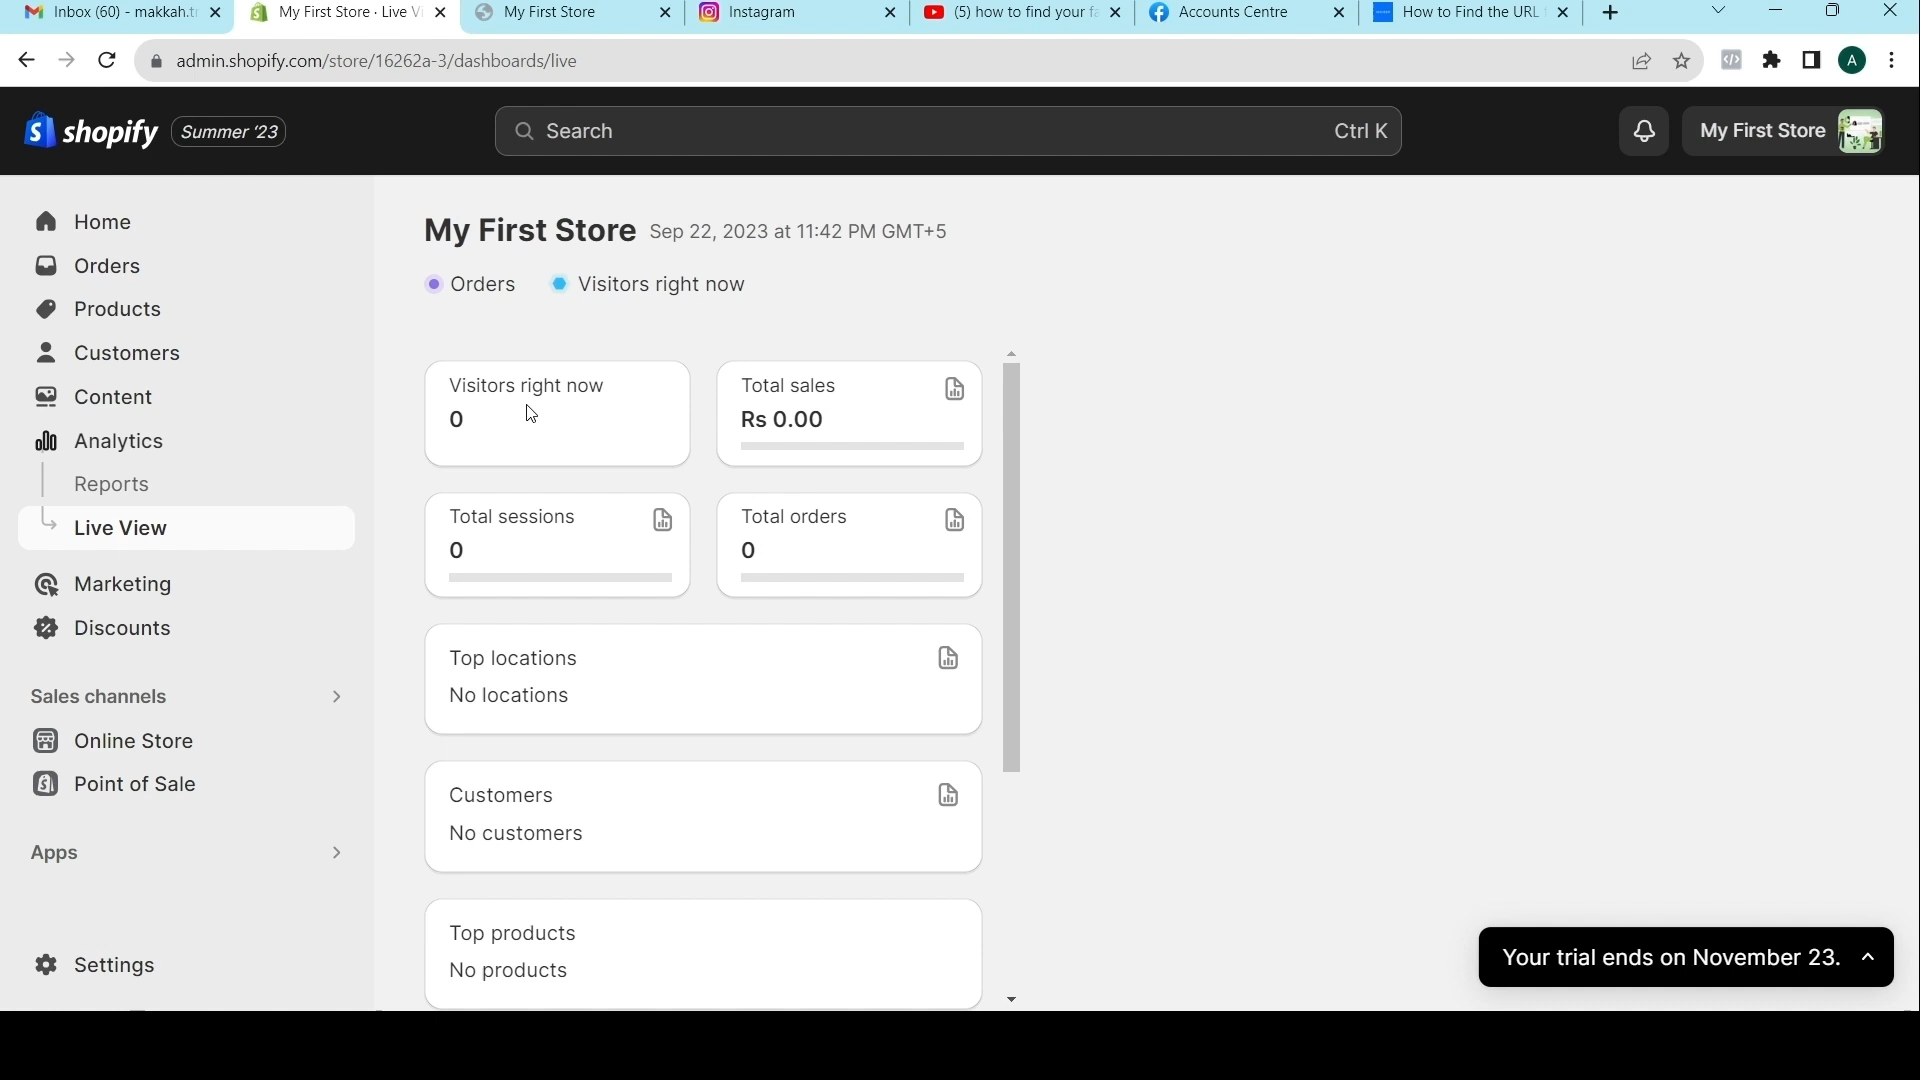 Inbox (60) - makkah.tr
My First Store · Live Vi
My First Store
Instagram
(5) how to find your fa
Accounts Centre
How to Find the URL
admin.shopify.com/store/16262a-3/dashboards/live
A
shopify
Summer '23
Search
Ctrl K
My First Store
Home
Orders
Products
Customers
Content
Analytics
Reports
Live View
Marketing
Discounts
Sales channels
Online Store
Point of Sale
Apps
Settings
My First Store Sep 22, 2023 at 11:42 PM GMT+5
Orders
Visitors right now
Visitors right now
0
Total sales
Rs 0.00
Total sessions
0
Total orders
0
Top locations
No locations
Customers
No customers
Top products
No products
Your trial ends on November 23.